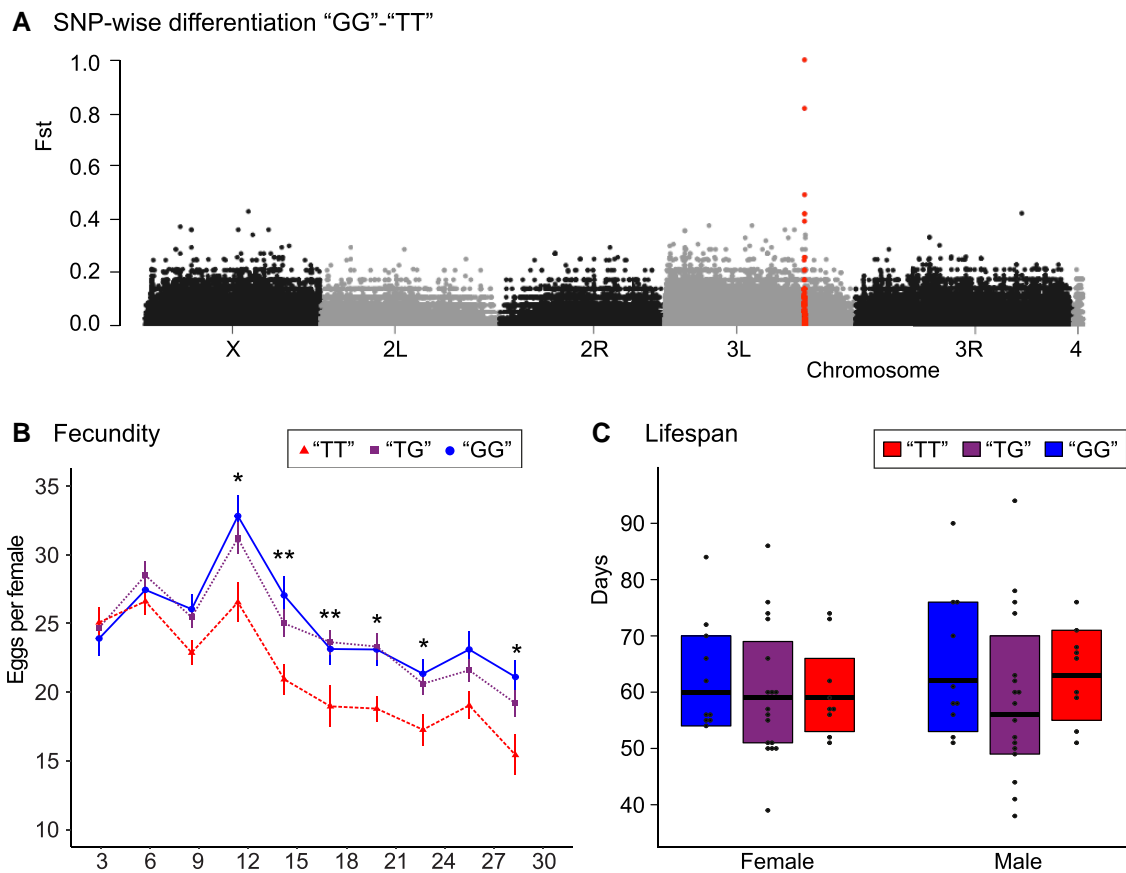 A SNP-wise differentiation “GG”-“TT”
1.0
0.8
0.6
0.4
0.2
0.0
Fst
X 2L 2R 3L 3R 4
Chromosome
B Fecundity
“TT” “TG” “GG”
35
30
25
20
15
10
Eggs per female
*
**
**
*
*
*
3 6 9 12 15 18 21 24 27 30
C Lifespan
“TT” “TG” “GG”
90
80
70
60
50
40
Days
Female Male